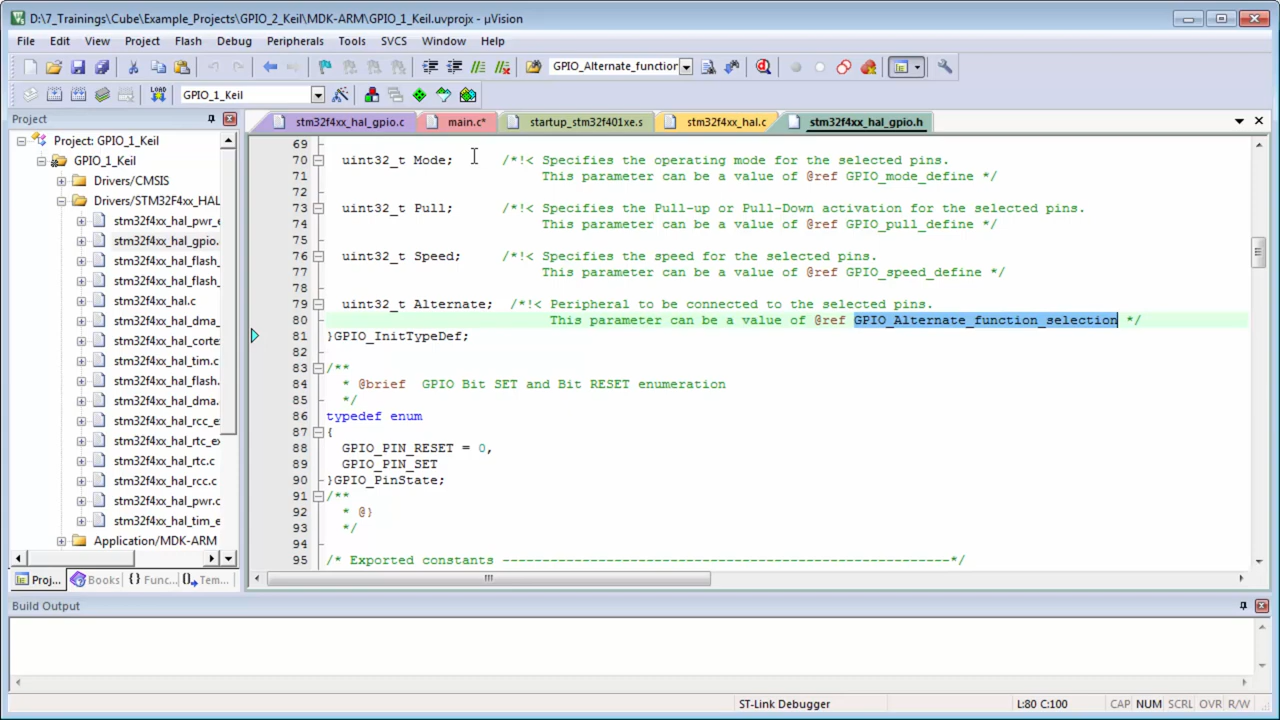 D:\7_Trainings\Cube\Example_Projects\GPIO_2_Keil\MDK-ARM\GPIO_1_Keil.uvprojx - µVision
File Edit View Project Flash Debug Peripherals Tools SVCS Window Help
GPIO_Alternate_function
LOAD GPIO_1_Keil
Project
stm32f4xx_hal_gpio.c main.c* startup_stm32f401xe.s stm32f4xx_hal.c stm32f4xx_hal_gpio.h
Project: GPIO_1_Keil
GPIO_1_Keil
Drivers/CMSIS
Drivers/STM32F4xx_HAL
stm32f4xx_hal_pwr_e
stm32f4xx_hal_gpio.
stm32f4xx_hal_flash_
stm32f4xx_hal_flash_
stm32f4xx_hal.c
stm32f4xx_hal_dma_
stm32f4xx_hal_corte
stm32f4xx_hal_tim.c
stm32f4xx_hal_flash.
stm32f4xx_hal_dma.
stm32f4xx_hal_rcc_e
stm32f4xx_hal_rtc_ex
stm32f4xx_hal_rtc.c
stm32f4xx_hal_rcc.c
stm32f4xx_hal_pwr.c
stm32f4xx_hal_tim_e
Application/MDK-ARM
Proj... Books {} Func... Tem...
69
70 uint32_t Mode; /*!< Specifies the operating mode for the selected pins.
71 This parameter can be a value of @ref GPIO_mode_define */
72
73 uint32_t Pull; /*!< Specifies the Pull-up or Pull-Down activation for the selected pins.
74 This parameter can be a value of @ref GPIO_pull_define */
75
76 uint32_t Speed; /*!< Specifies the speed for the selected pins.
77 This parameter can be a value of @ref GPIO_speed_define */
78
79 uint32_t Alternate; /*!< Peripheral to be connected to the selected pins.
80 This parameter can be a value of @ref GPIO_Alternate_function_selection */
81 }GPIO_InitTypeDef;
82
83 /**
84 * @brief GPIO Bit SET and Bit RESET enumeration
85 */
86 typedef enum
87 {
88 GPIO_PIN_RESET = 0,
89 GPIO_PIN_SET
90 }GPIO_PinState;
91 /**
92 * @}
93 */
94
95 /* Exported constants --------------------------------------------------------*/
Build Output
ST-Link Debugger L:80 C:100 CAP NUM SCRL OVR R/W